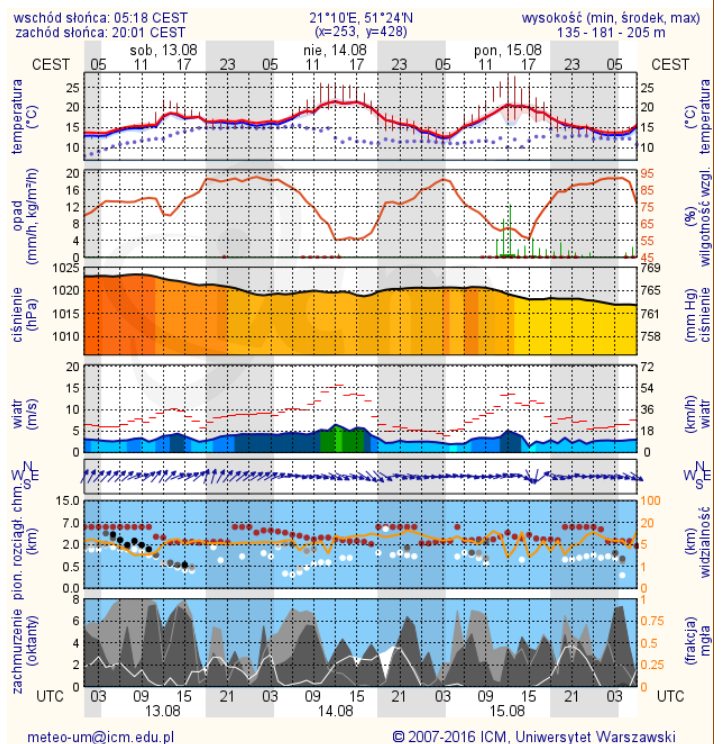 wschód słońca: 05:18 CEST 21°10'E, 51°24'N wysokość (min, środek, max)
zachód słońca: 20:01 CEST (x=253, y=428) 135 - 181 - 205 m
sob, 13.08 nie, 14.08 pon, 15.08
CEST 05 11 17 23 05 11 17 23 05 11 17 23 05 CEST
temperatura (°C) 25 20 15 10 25 20 15 10 temperatura (°C)
opad (mm/h, kg/m²/h) 20 16 12 8 4 0 95 85 75 65 55 45 (%) wilgotność wzgl.
ciśnienie (hPa) 1025 1020 1015 1010 769 765 761 758 (mm Hg) ciśnienie
wiatr (m/s) 20 15 10 5 0 72 54 36 18 0 (km/h) wiatr
N W E S N W E S
pion. rozciągł. chm. (km) 15.0 7.0 2.0 0.5 0.0 100 20 5 1 0 (km) widzialność
zachmurzenie (oktanty) 8 6 4 2 0 1 0.75 0.5 0.25 0 (frakcja) mgła
UTC 03 09 15 21 03 09 15 21 03 09 15 21 03 UTC
13.08 14.08 15.08
meteo-um@icm.edu.pl © 2007-2016 ICM, Uniwersytet Warszawski